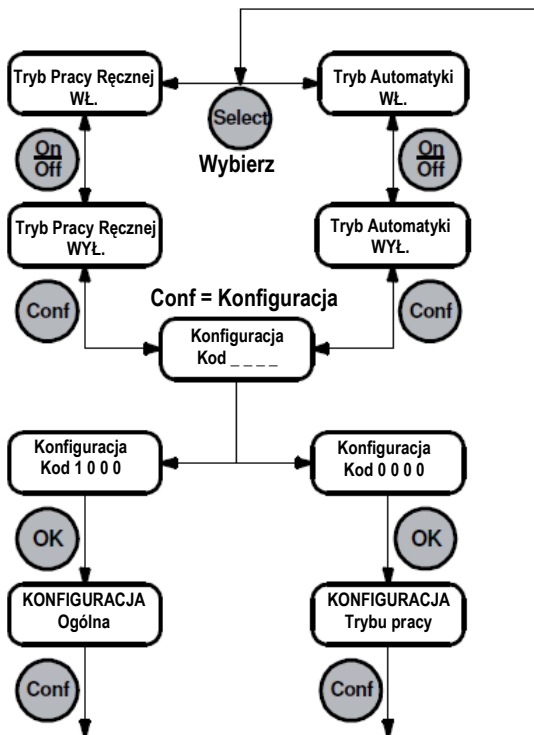 Tryb Pracy Ręcznej
WŁ.
Select
Wybierz
Tryb Automatyki
WŁ.
On
Off
On
Off
Tryb Pracy Ręcznej
WYŁ.
Tryb Automatyki
WYŁ.
Conf
Conf = Konfiguracja
Conf
Konfiguracja
Kod _ _ _ _
Konfiguracja
Kod 1 0 0 0
Konfiguracja
Kod 0 0 0 0
OK
OK
KONFIGURACJA
Ogólna
KONFIGURACJA
Trybu pracy
Conf
Conf